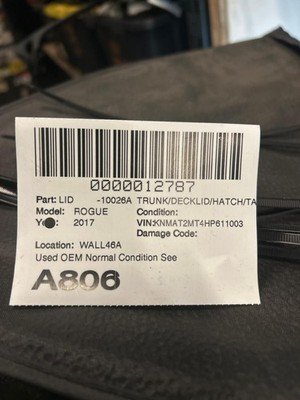 0000012787
Part: LID -10026A TRUNK/DECKLID/HATCH/TA
Model: ROGUE Condition:
2017 VIN:KNMAT2MT4HP611003
Damage Code:
Location: WALL46A
Used OEM Normal Condition See
A806